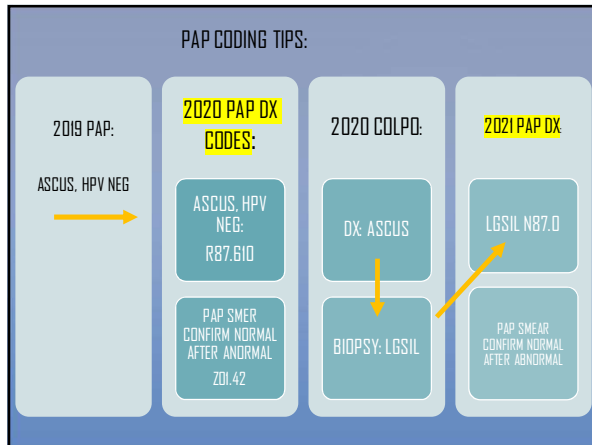 PAP CODING TIPS:
2019 PAP:
ASCUS, HPV NEG
2020 PAP DX
CODES:
ASCUS, HPV
NEG:
R87.610
PAP SMER
CONFIRM NORMAL
AFTER ANORMAL
Z01.42
2020 COLPO:
DX: ASCUS
BIOPSY: LGSIL
2021 PAP DX:
LGSIL N87.0
PAP SMEAR
CONFIRM NORMAL
AFTER ABNORMAL